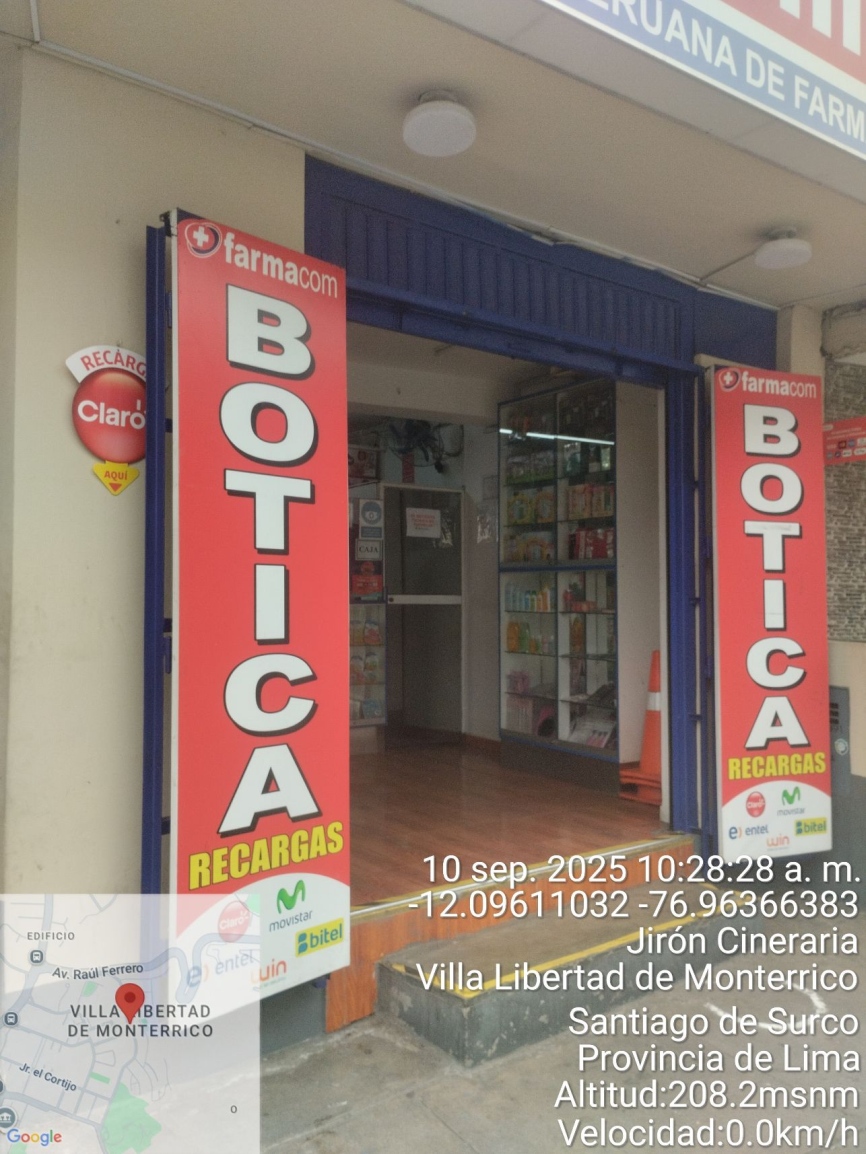 ERUANA DE FARM
farmacom
BOTICA
RECARGAS
Claro
movistar
entel
bitel
win
RECARG
Claro
AQUÍ
CAJA
farmacom
BOTICA
RECARGAS
Claro
movistar
entel
bitel
win
10 sep. 2025 10:28:28 a. m.
-12.09611032 -76.96366383
Jirón Cineraria
Villa Libertad de Monterrico
Santiago de Surco
Provincia de Lima
Altitud:208.2msnm
Velocidad:0.0km/h
EDIFICIO
Av. Raúl Ferrero
VILLA LIBERTAD
DE MONTERRICO
Jr. el Cortijo
Google